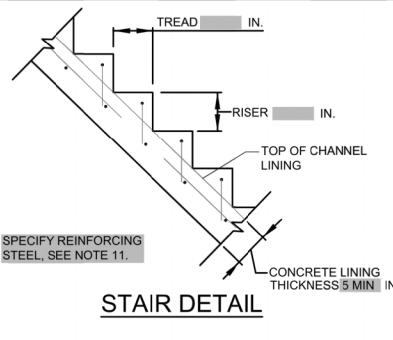 TREAD IN.
RISER IN.
TOP OF CHANNEL
LINING
SPECIFY REINFORCING
STEEL, SEE NOTE 11.
CONCRETE LINING
THICKNESS 5 MIN IN
STAIR DETAIL